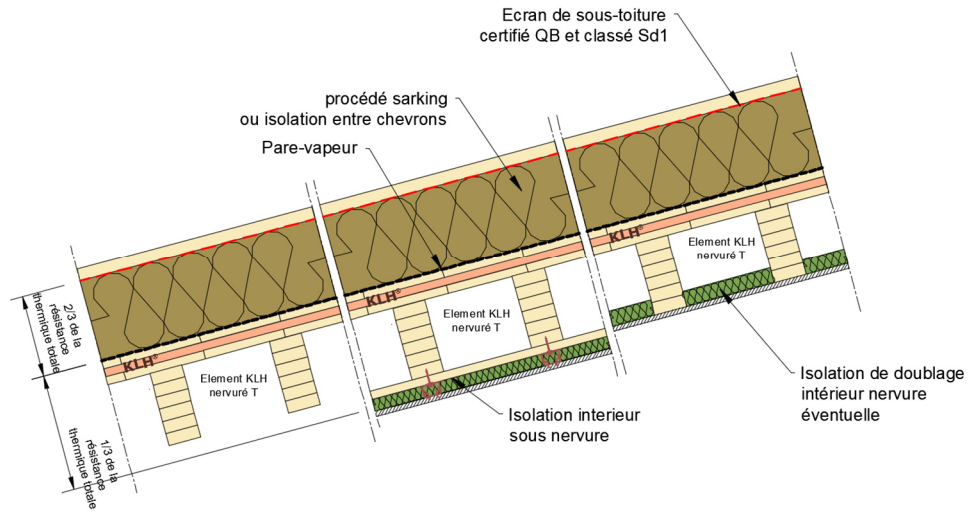 Ecran de sous-toiture
certifié QB et classé Sd1
procédé sarking
ou isolation entre chevrons
Pare-vapeur
KLH®
Element KLH
nervuré T
KLH®
Element KLH
nervuré T
KLH®
Element KLH
nervuré T
2/3 de la
résistance
thermique totale
1/3 de la
résistance
thermique totale
Isolation interieur
sous nervure
Isolation de doublage
intérieur nervure
éventuelle